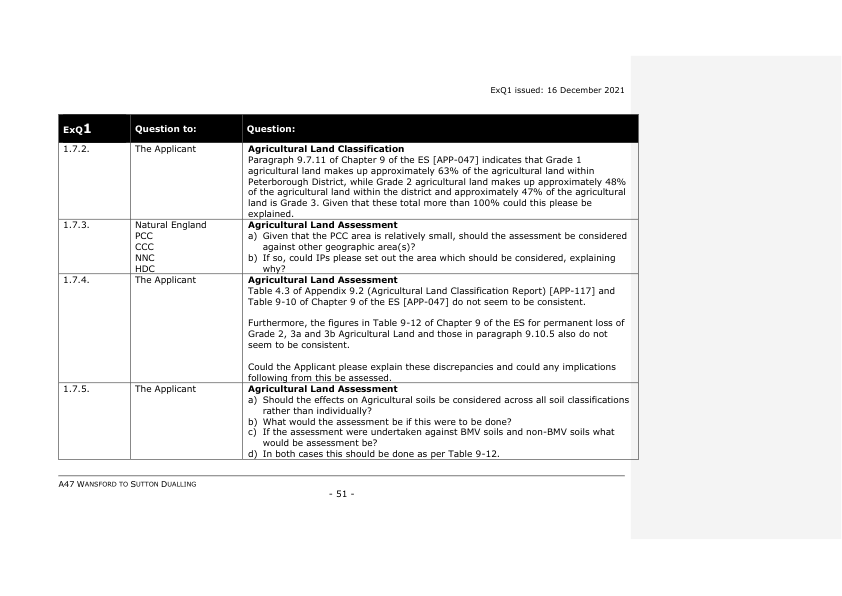 ExQ1 issued: 16 December 2021
ExQ1 Question to: Question:
1.7.2. The Applicant Agricultural Land Classification
Paragraph 9.7.11 of Chapter 9 of the ES [APP-047] indicates that Grade 1
agricultural land makes up approximately 63% of the agricultural land within
Peterborough District, while Grade 2 agricultural land makes up approximately 48%
of the agricultural land within the district and approximately 47% of the agricultural
land is Grade 3. Given that these total more than 100% could this please be
explained.
1.7.3. Natural England Agricultural Land Assessment
PCC a) Given that the PCC area is relatively small, should the assessment be considered
CCC against other geographic area(s)?
NNC b) If so, could IPs please set out the area which should be considered, explaining
HDC why?
1.7.4. The Applicant Agricultural Land Assessment
Table 4.3 of Appendix 9.2 (Agricultural Land Classification Report) [APP-117] and
Table 9-10 of Chapter 9 of the ES [APP-047] do not seem to be consistent.
Furthermore, the figures in Table 9-12 of Chapter 9 of the ES for permanent loss of
Grade 2, 3a and 3b Agricultural Land and those in paragraph 9.10.5 also do not
seem to be consistent.
Could the Applicant please explain these discrepancies and could any implications
following from this be assessed.
1.7.5. The Applicant Agricultural Land Assessment
a) Should the effects on Agricultural soils be considered across all soil classifications
rather than individually?
b) What would the assessment be if this were to be done?
c) If the assessment were undertaken against BMV soils and non-BMV soils what
would be assessment be?
d) In both cases this should be done as per Table 9-12.
A47 WANSFORD TO SUTTON DUALLING
- 51 -